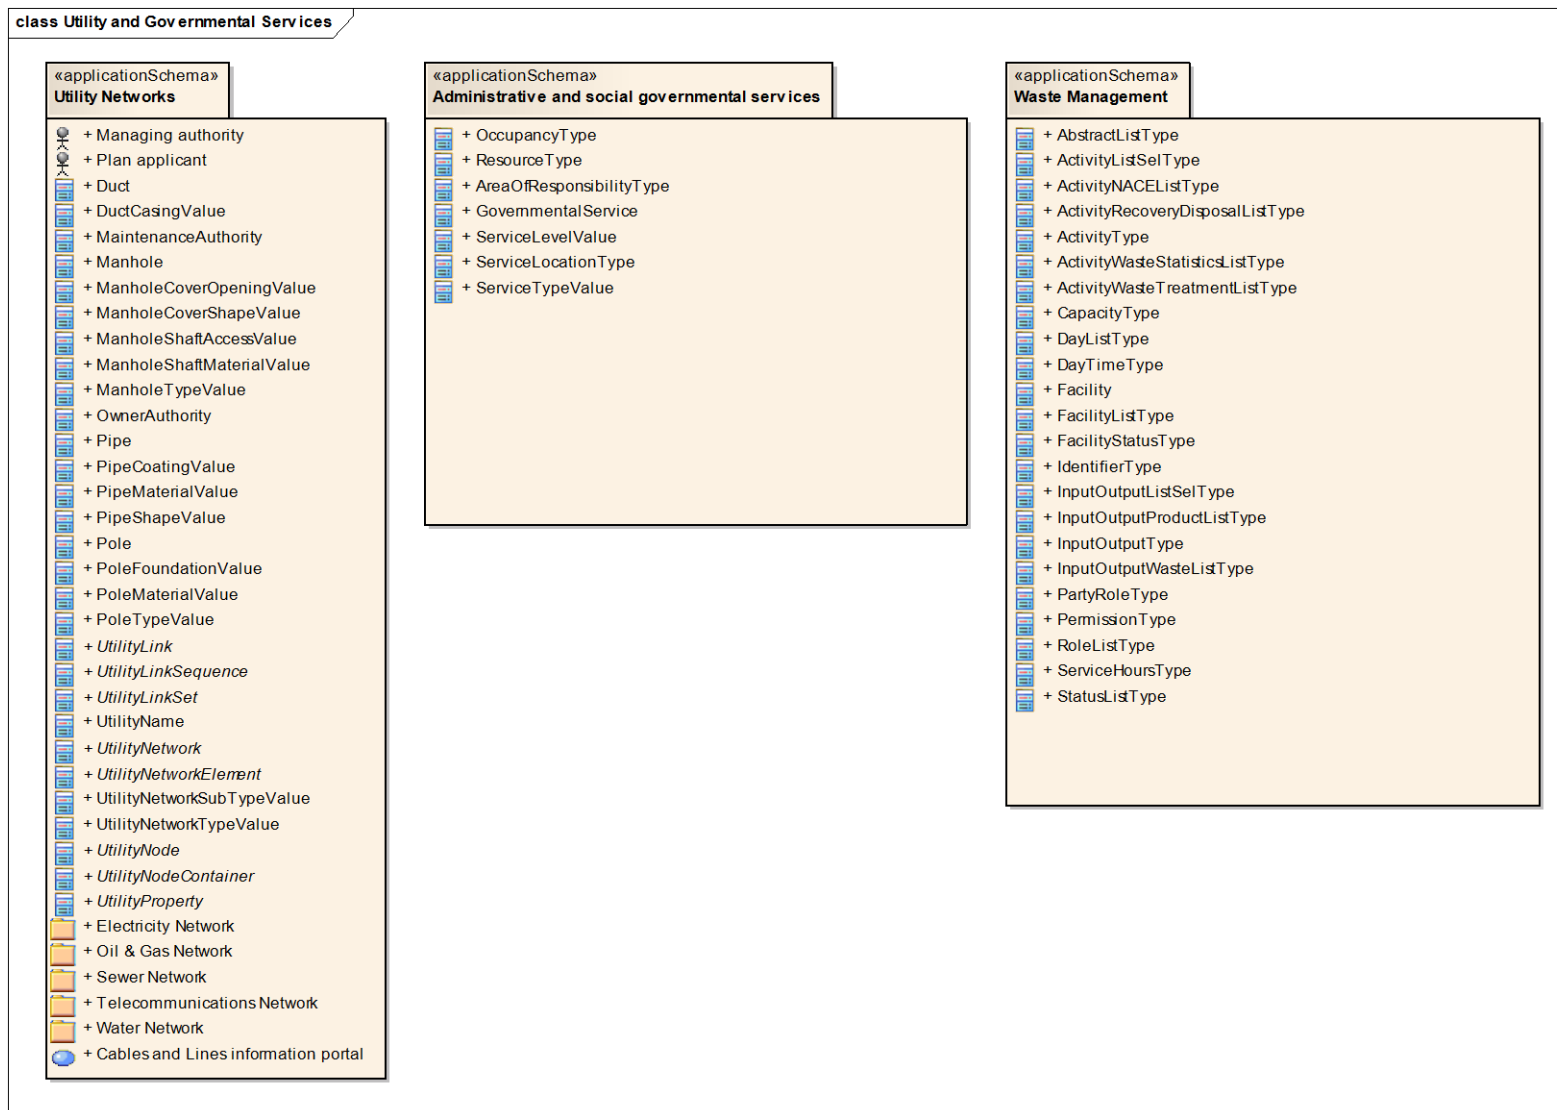 class Utility and Governmental Services
«applicationSchema»
Utility Networks
+ Managing authority
+ Plan applicant
+ Duct
+ DuctCasingValue
+ MaintenanceAuthority
+ Manhole
+ ManholeCoverOpeningValue
+ ManholeCoverShapeValue
+ ManholeShaftAccessValue
+ ManholeShaftMaterialValue
+ ManholeTypeValue
+ OwnerAuthority
+ Pipe
+ PipeCoatingValue
+ PipeMaterialValue
+ PipeShapeValue
+ Pole
+ PoleFoundationValue
+ PoleMaterialValue
+ PoleTypeValue
+ UtilityLink
+ UtilityLinkSequence
+ UtilityLinkSet
+ UtilityName
+ UtilityNetwork
+ UtilityNetworkElement
+ UtilityNetworkSubTypeValue
+ UtilityNetworkTypeValue
+ UtilityNode
+ UtilityNodeContainer
+ UtilityProperty
+ Electricity Network
+ Oil & Gas Network
+ Sewer Network
+ Telecommunications Network
+ Water Network
+ Cables and Lines information portal
«applicationSchema»
Administrative and social governmental services
+ OccupancyType
+ ResourceType
+ AreaOfResponsibilityType
+ GovernmentalService
+ ServiceLevelValue
+ ServiceLocationType
+ ServiceTypeValue
«applicationSchema»
Waste Management
+ AbstractListType
+ ActivityListSelType
+ ActivityNACEListType
+ ActivityRecoveryDisposalListType
+ ActivityType
+ ActivityWasteStatisticsListType
+ ActivityWasteTreatmentListType
+ CapacityType
+ DayListType
+ DayTimeType
+ Facility
+ FacilityListType
+ FacilityStatusType
+ IdentifierType
+ InputOutputListSelType
+ InputOutputProductListType
+ InputOutputType
+ InputOutputWasteListType
+ PartyRoleType
+ PermissionType
+ RoleListType
+ ServiceHoursType
+ StatusListType